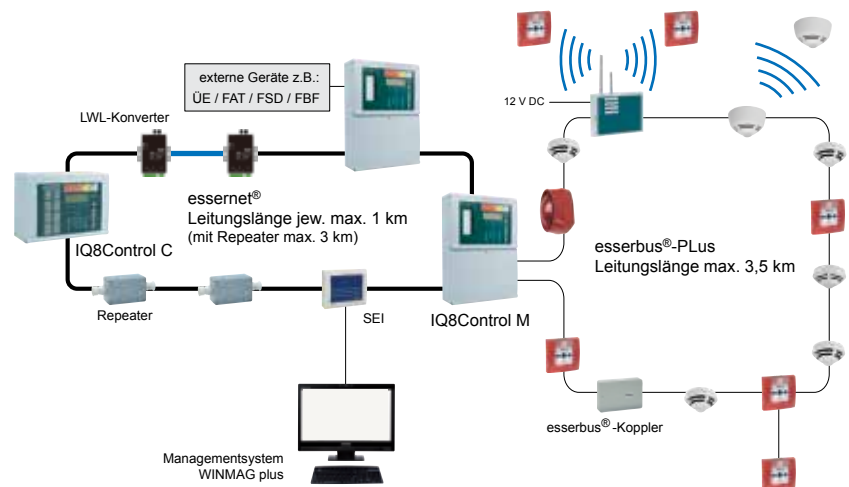 externe Geräte z.B.:
ÜE / FAT / FSD / FBF
LWL-Konverter
12 V DC
essernet®
Leitungslänge jew. max. 1 km
(mit Repeater max. 3 km)
IQ8Control C
esserbus®-PLus
Leitungslänge max. 3,5 km
Repeater
SEI
IQ8Control M
esserbus®-Koppler
Managementsystem
WINMAG plus